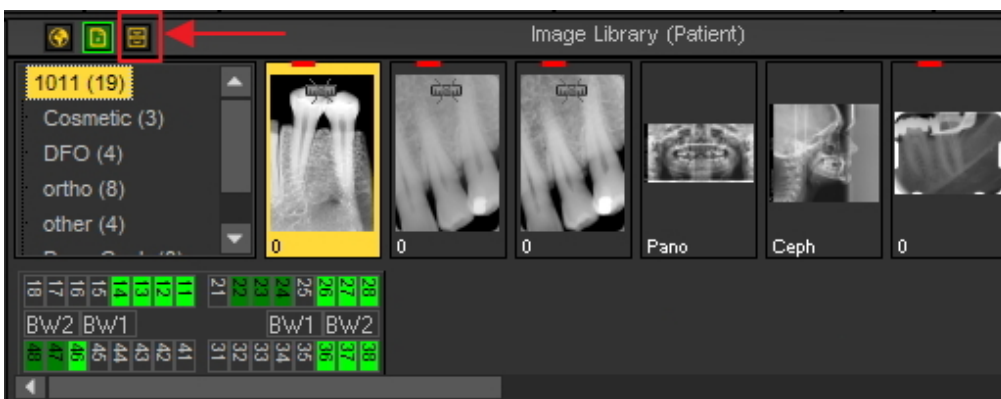 Image Library (Patient)
1011 (19)
Cosmetic (3)
DFO (4)
ortho (8)
other (4)
0
0
0
Pano
Ceph
0
18 17 16 15 14 13 12 11 21 22 23 24 25 26 27 28
BW2 BW1 BW1 BW2
48 47 46 45 44 43 42 41 31 32 33 34 35 36 37 38